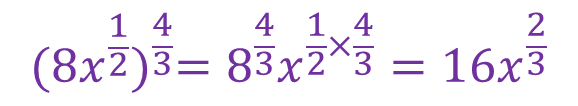 (8x^{1/2})^{4/3} = 8^{4/3} x^{1/2 × 4/3} = 16x^{2/3}